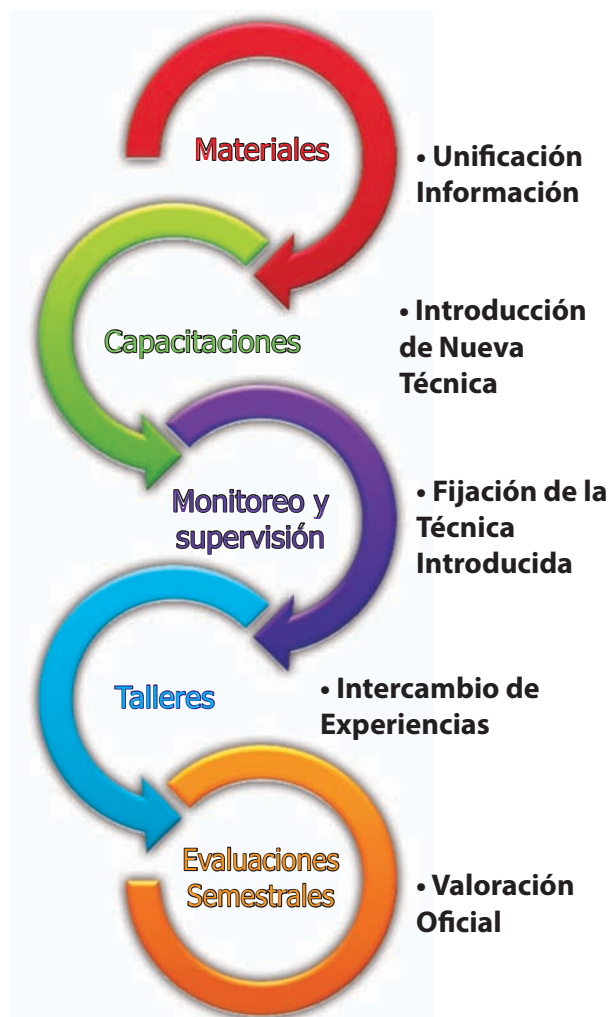 Materiales
• Unificación
Información
Capacitaciones
• Introducción
de Nueva
Técnica
Monitoreo y
supervisión
• Fijación de la
Técnica
Introducida
Talleres
• Intercambio de
Experiencias
Evaluaciones
Semestrales
• Valoración
Oficial